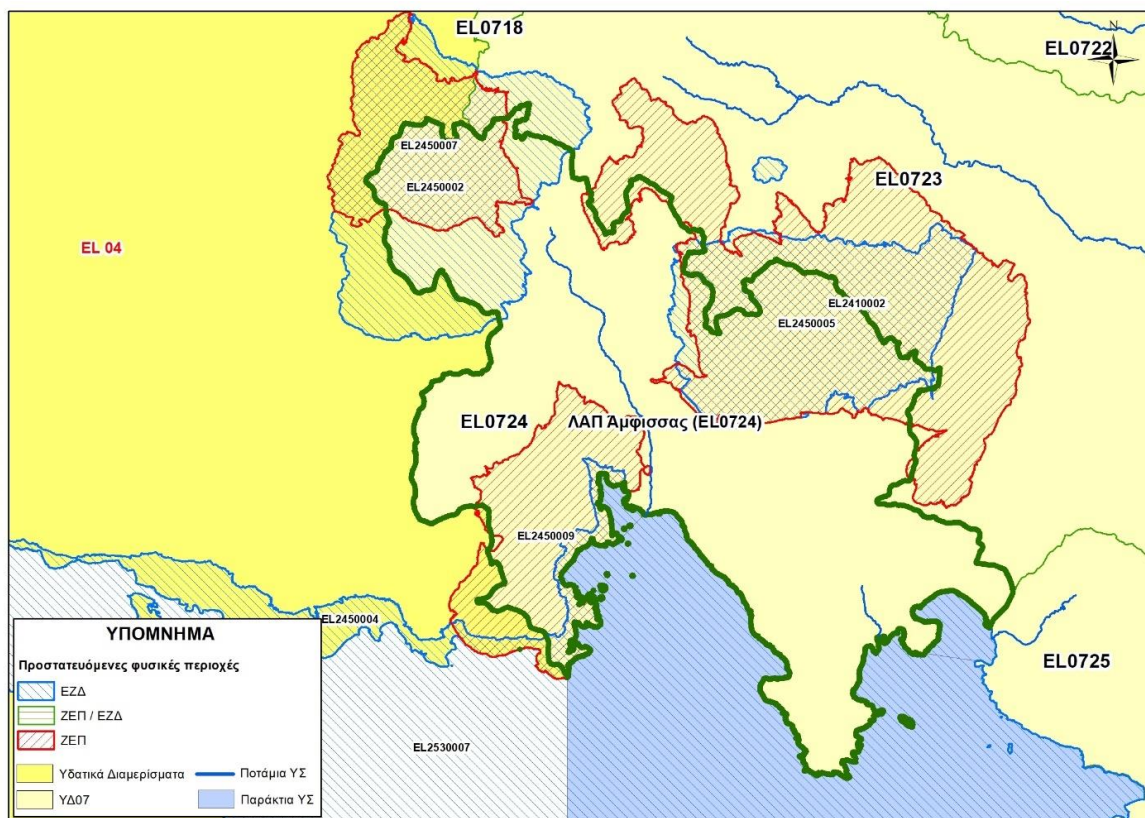 EL0718
N
EL0722
EL2450007
EL0723
EL2450002
EL 04
EL2410002
EL2450005
EL0724
ΛΑΠ Άμφισσας (EL0724)
EL2450009
EL2450004
EL0725
EL2530007
ΥΠΟΜΝΗΜΑ
Προστατευόμενες φυσικές περιοχές
ΕΖΔ
ΖΕΠ / ΕΖΔ
ΖΕΠ
Υδατικά Διαμερίσματα
Ποτάμια ΥΣ
ΥΔ07
Παράκτια ΥΣ